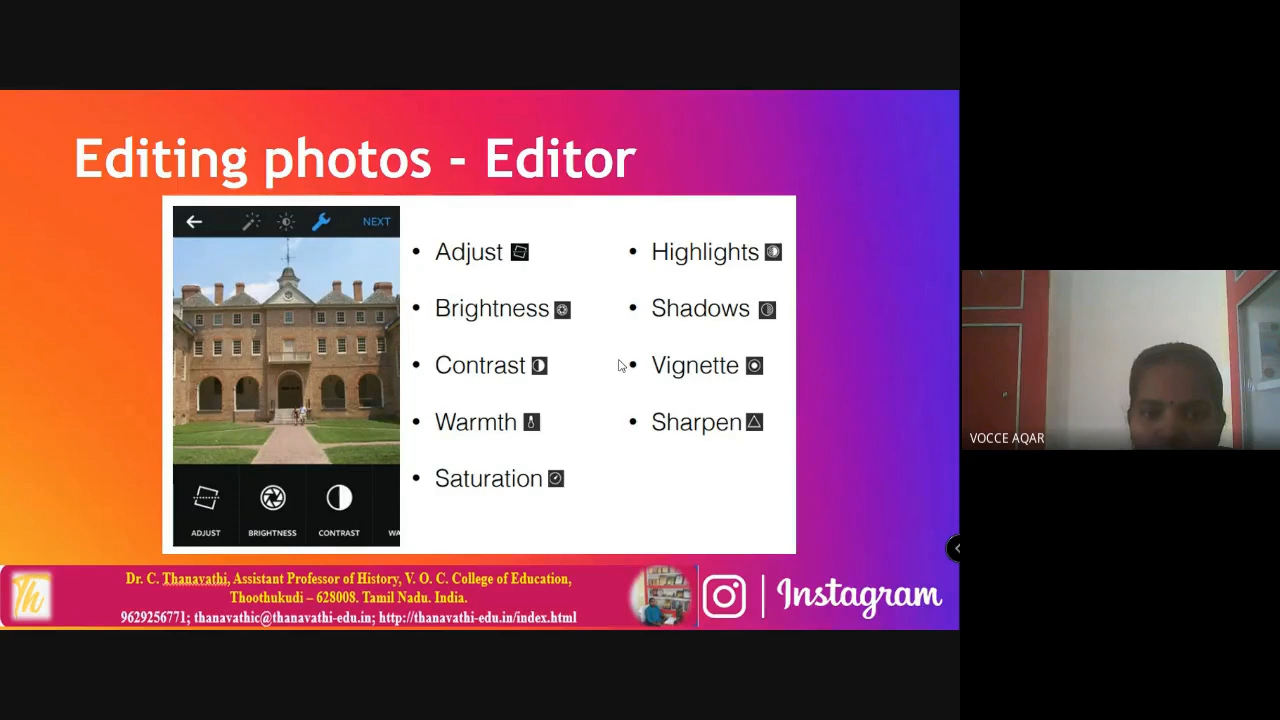 Editing photos - Editor
NEXT
ADJUST
BRIGHTNESS
CONTRAST
WA
• Adjust
• Brightness
• Contrast
• Warmth
• Saturation
• Highlights
• Shadows
• Vignette
• Sharpen
Th
Dr. C. Thanavathi, Assistant Professor of History, V. O. C. College of Education,
Thoothukudi – 628008. Tamil Nadu. India.
9629256771; thanavathic@thanavathi-edu.in; http://thanavathi-edu.in/index.html
Instagram
VOCCE AQAR